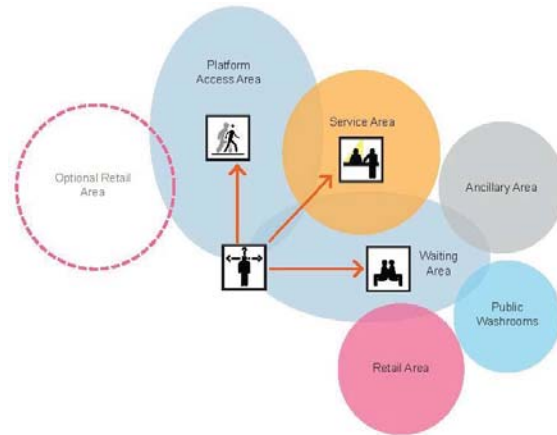 Platform
Access Area
Service Area
Optional Retail
Area
Ancillary Area
Waiting
Area
Public
Washrooms
Retail Area